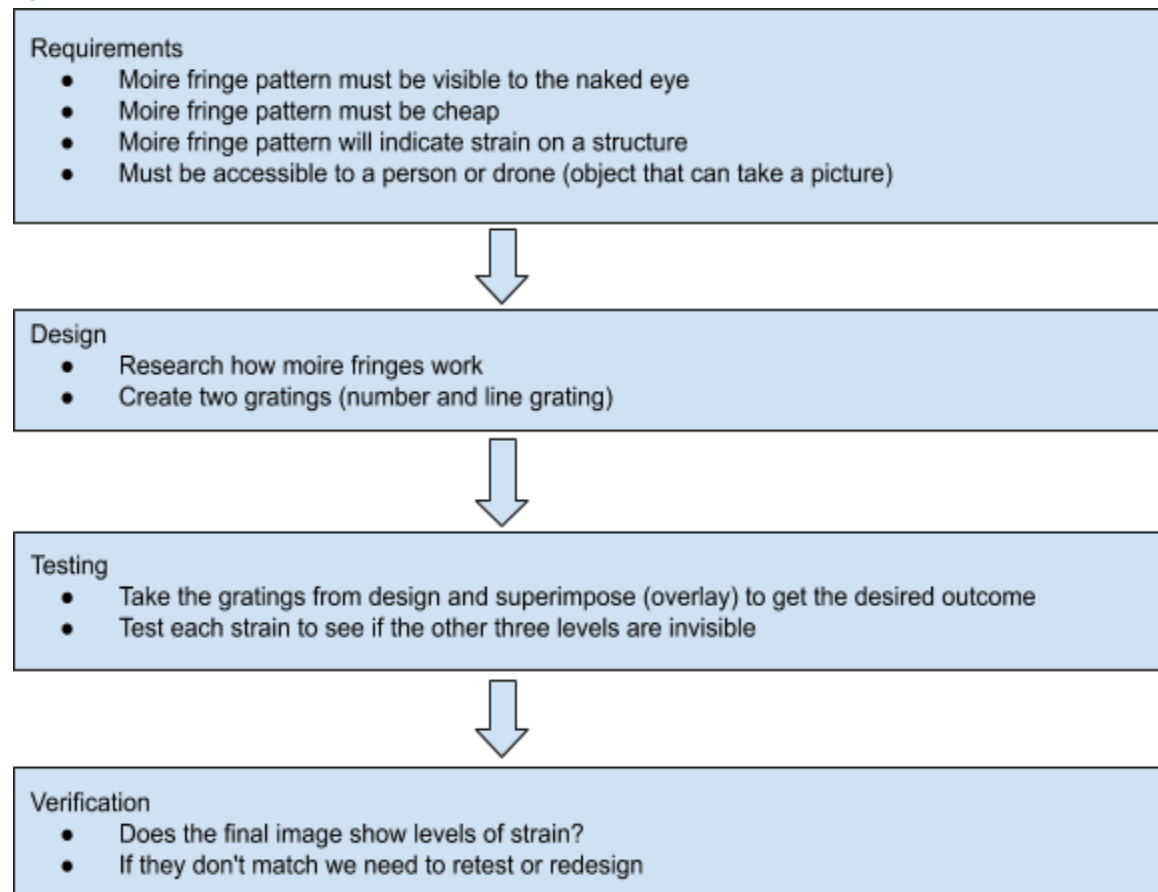 Requirements
● Moire fringe pattern must be visible to the naked eye
● Moire fringe pattern must be cheap
● Moire fringe pattern will indicate strain on a structure
● Must be accessible to a person or drone (object that can take a picture)
Design
● Research how moire fringes work
● Create two gratings (number and line grating)
Testing
● Take the gratings from design and superimpose (overlay) to get the desired outcome
● Test each strain to see if the other three levels are invisible
Verification
● Does the final image show levels of strain?
● If they don't match we need to retest or redesign